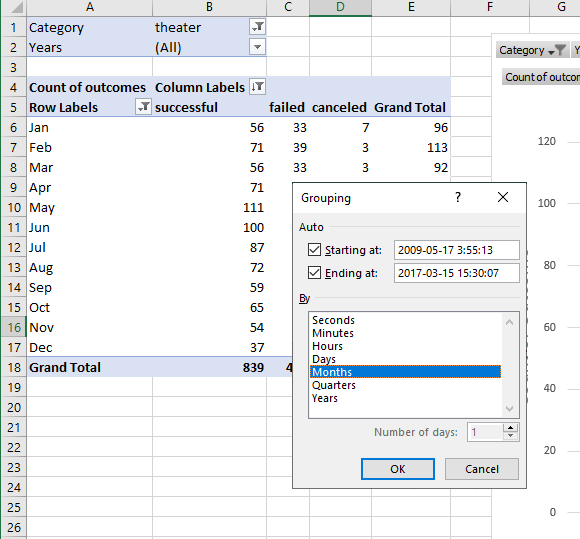 A B C D E F G
1 Category theater
2 Years (All)
3
4 Count of outcomes Column Labels
5 Row Labels successful failed canceled Grand Total
6 Jan 56 33 7 96
7 Feb 71 39 3 113
8 Mar 56 33 3 92
9 Apr 71
10 May 111
11 Jun 100
12 Jul 87
13 Aug 72
14 Sep 59
15 Oct 65
16 Nov 54
17 Dec 37
18 Grand Total 839 4
19
20
21
22
23
24
25
26
Grouping ? ×
Auto
Starting at: 2009-05-17 3:55:13
Ending at: 2017-03-15 15:30:07
By
Seconds
Minutes
Hours
Days
Months
Quarters
Years
Number of days: 1
OK Cancel
Category Y
Count of outcom
120
100
80
60
40
20
0